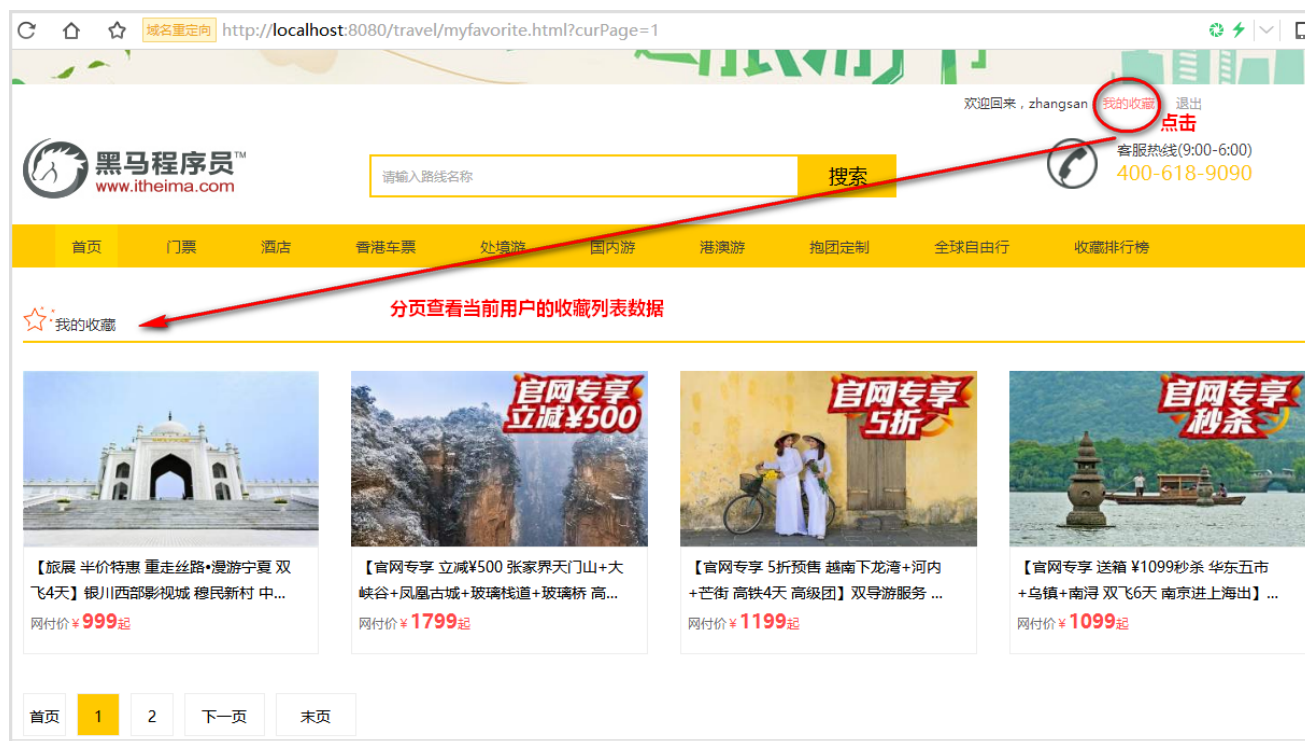 域名重定向 http://localhost:8080/travel/myfavorite.html?curPage=1
欢迎回来，zhangsan 我的收藏 退出
点击
黑马程序员™
www.itheima.com
请输入路线名称 搜索
客服热线(9:00-6:00)
400-618-9090
首页 门票 酒店 香港车票 处境游 国内游 港澳游 抱团定制 全球自由行 收藏排行榜
分页查看当前用户的收藏列表数据
我的收藏
官网专享
立减¥500
官网专享
5折
官网专享
秒杀
【旅展 半价特惠 重走丝路•漫游宁夏 双
飞4天】银川西部影视城 穆民新村 中...
网付价¥999起
【官网专享 立减¥500 张家界天门山+大
峡谷+凤凰古城+玻璃栈道+玻璃桥 高...
网付价¥1799起
【官网专享 5折预售 越南下龙湾+河内
+芒街 高铁4天 高级团】双导游服务 ...
网付价¥1199起
【官网专享 送箱 ¥1099秒杀 华东五市
+乌镇+南浔 双飞6天 南京进上海出】...
网付价¥1099起
首页 1 2 下一页 末页